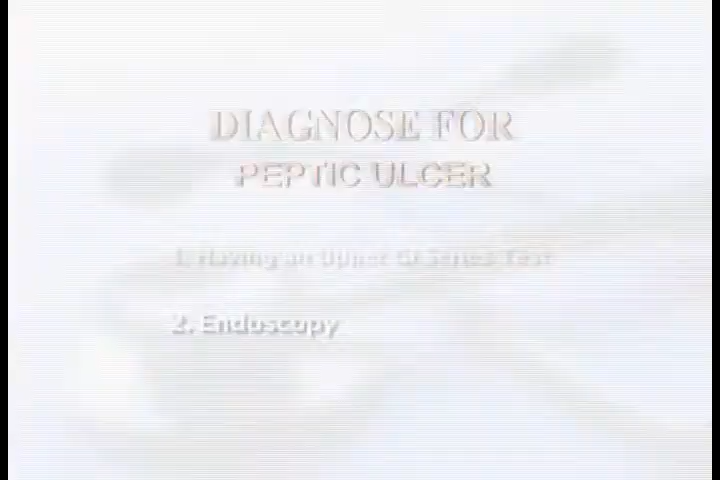 DIAGNOSE FOR
PEPTIC ULCER
1. Having an Upper GI Series Test
2. Endoscopy